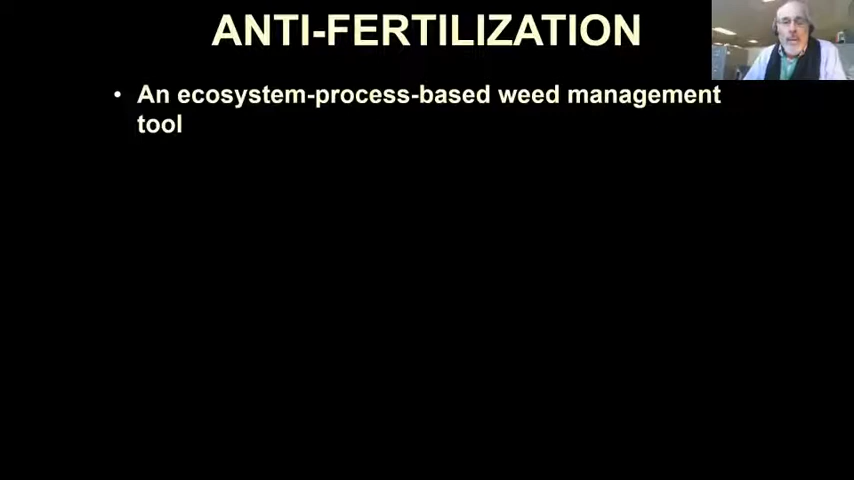 ANTI-FERTILIZATION
• An ecosystem-process-based weed management
tool